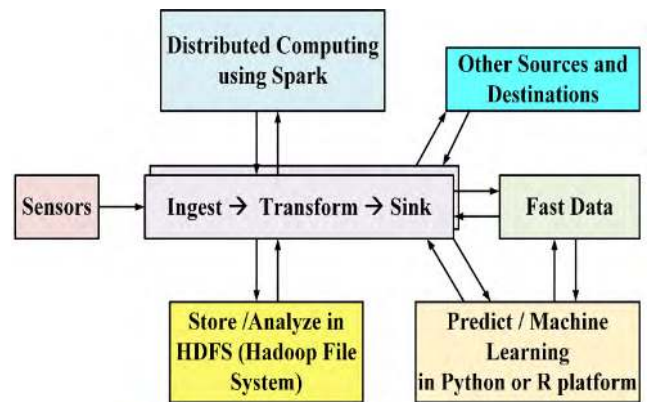 Distributed Computing
using Spark
Other Sources and
Destinations
Sensors
Ingest → Transform → Sink
Fast Data
Store /Analyze in
HDFS (Hadoop File
System)
Predict / Machine
Learning
in Python or R platform